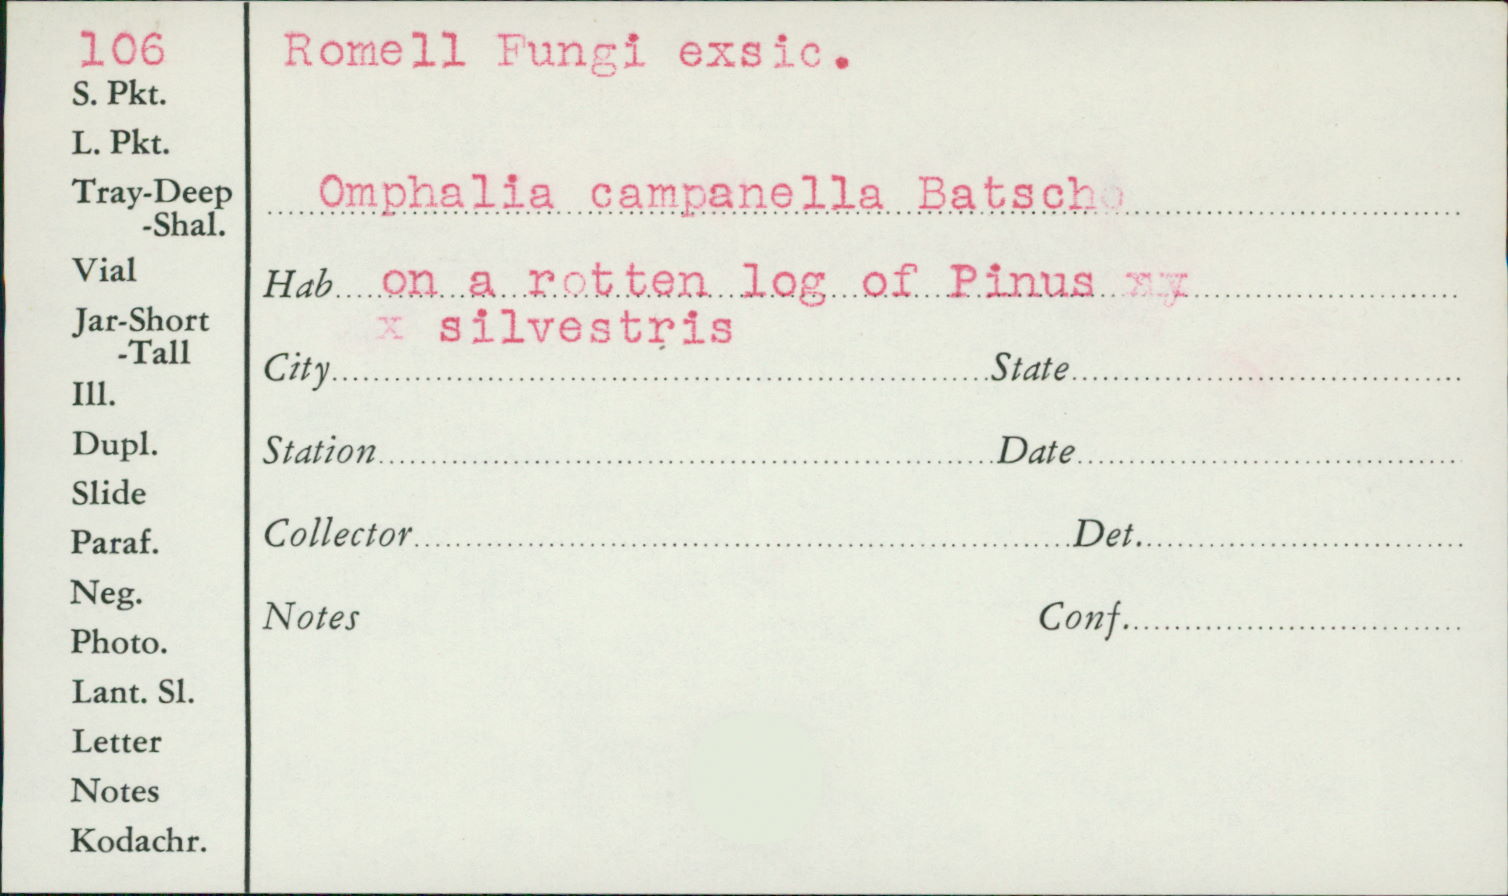 106
Romell Fungi exsic.
S. Pkt.
L. Pkt.
Tray-Deep
-Shal.
Omphalia campanella Batsch
Vial
Hab. on a rotten log of Pinus
silvestris
Jar-Short
-Tall
City
State
Ill.
Dupl.
Station
Date
Slide
Paraf.
Collector
Det.
Neg.
Notes
Conf.
Photo.
Lant. Sl.
Letter
Notes
Kodachr.